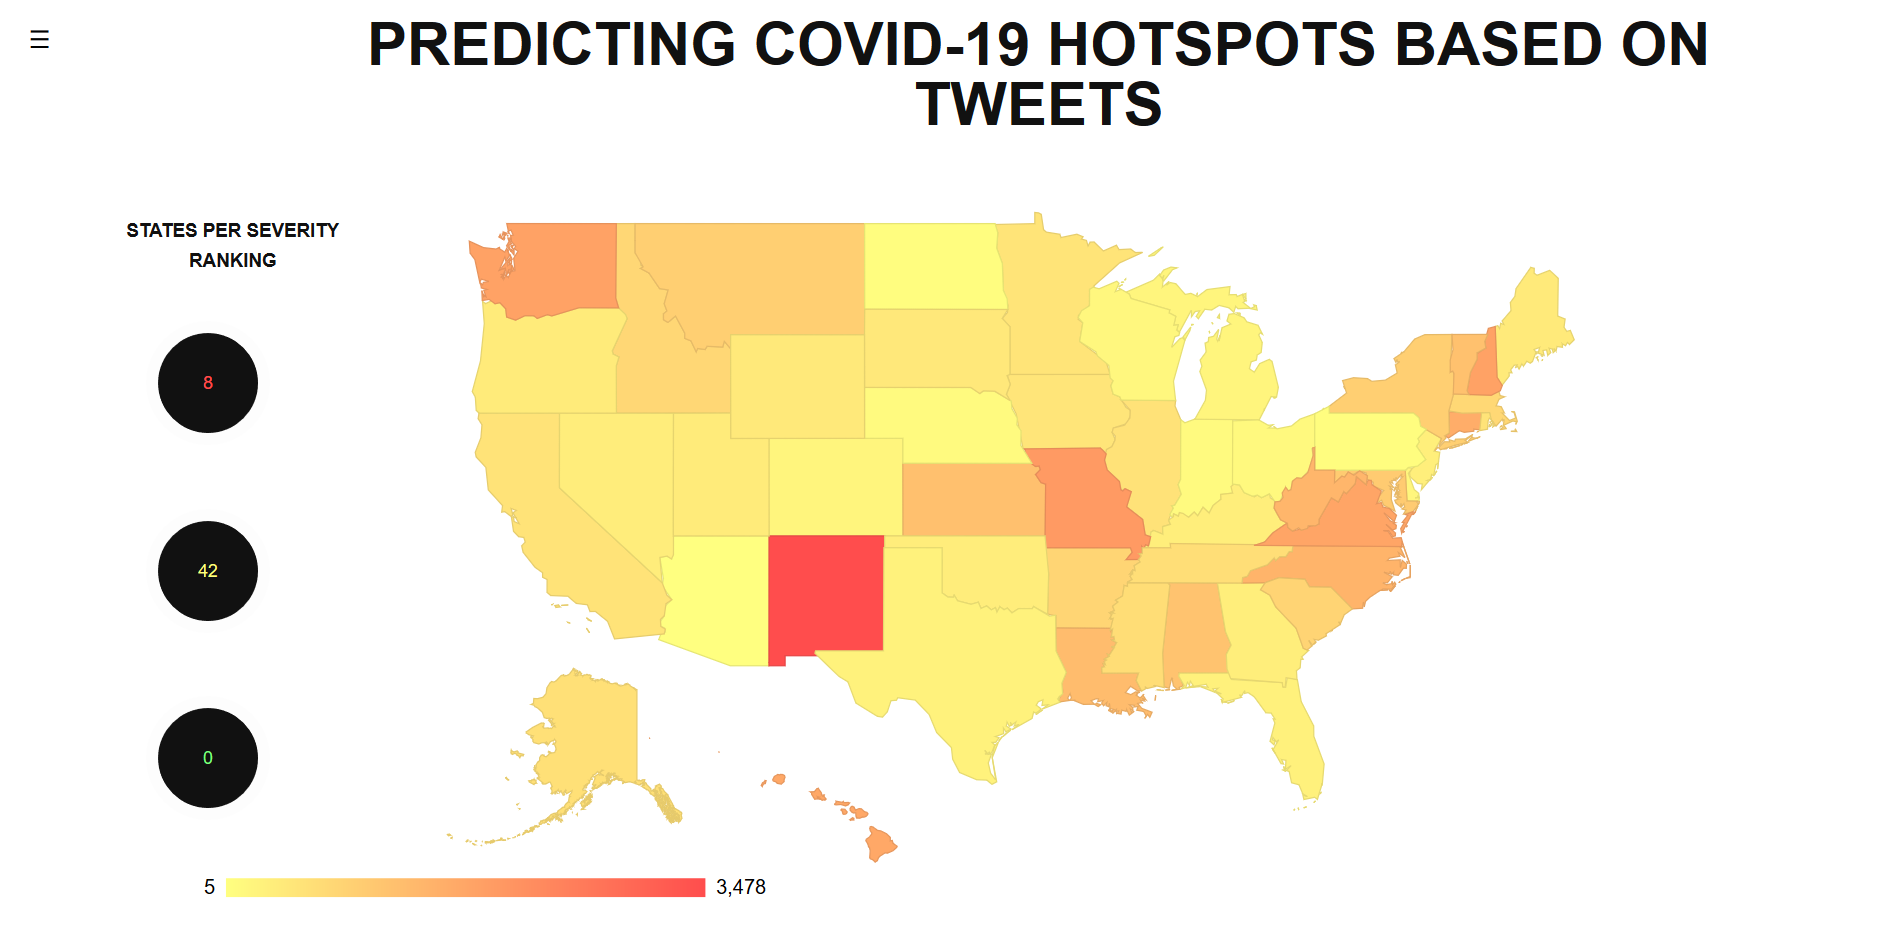 ☰
PREDICTING COVID-19 HOTSPOTS BASED ON
TWEETS
STATES PER SEVERITY
RANKING
8
42
0
5
3,478